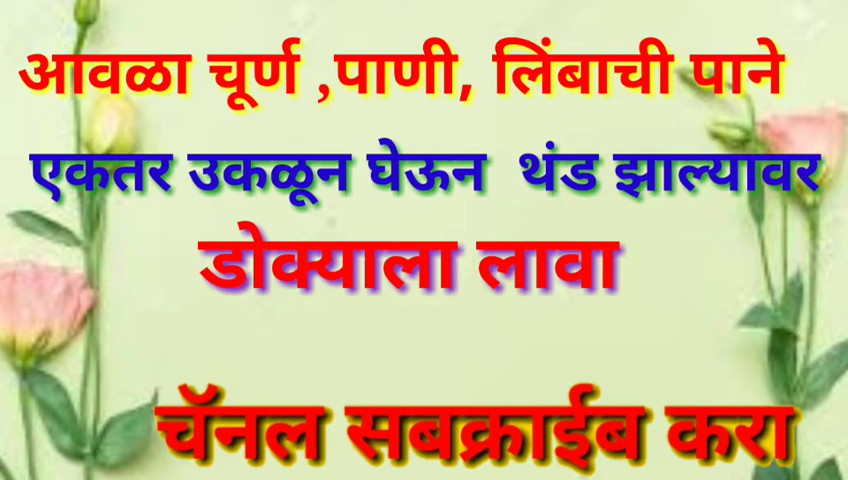 आवळा चूर्ण ,पाणी, लिंबाची पाने
एकतर उकळून घेऊन थंड झाल्यावर
डोक्याला लावा
चॅनल सबक्राईब करा